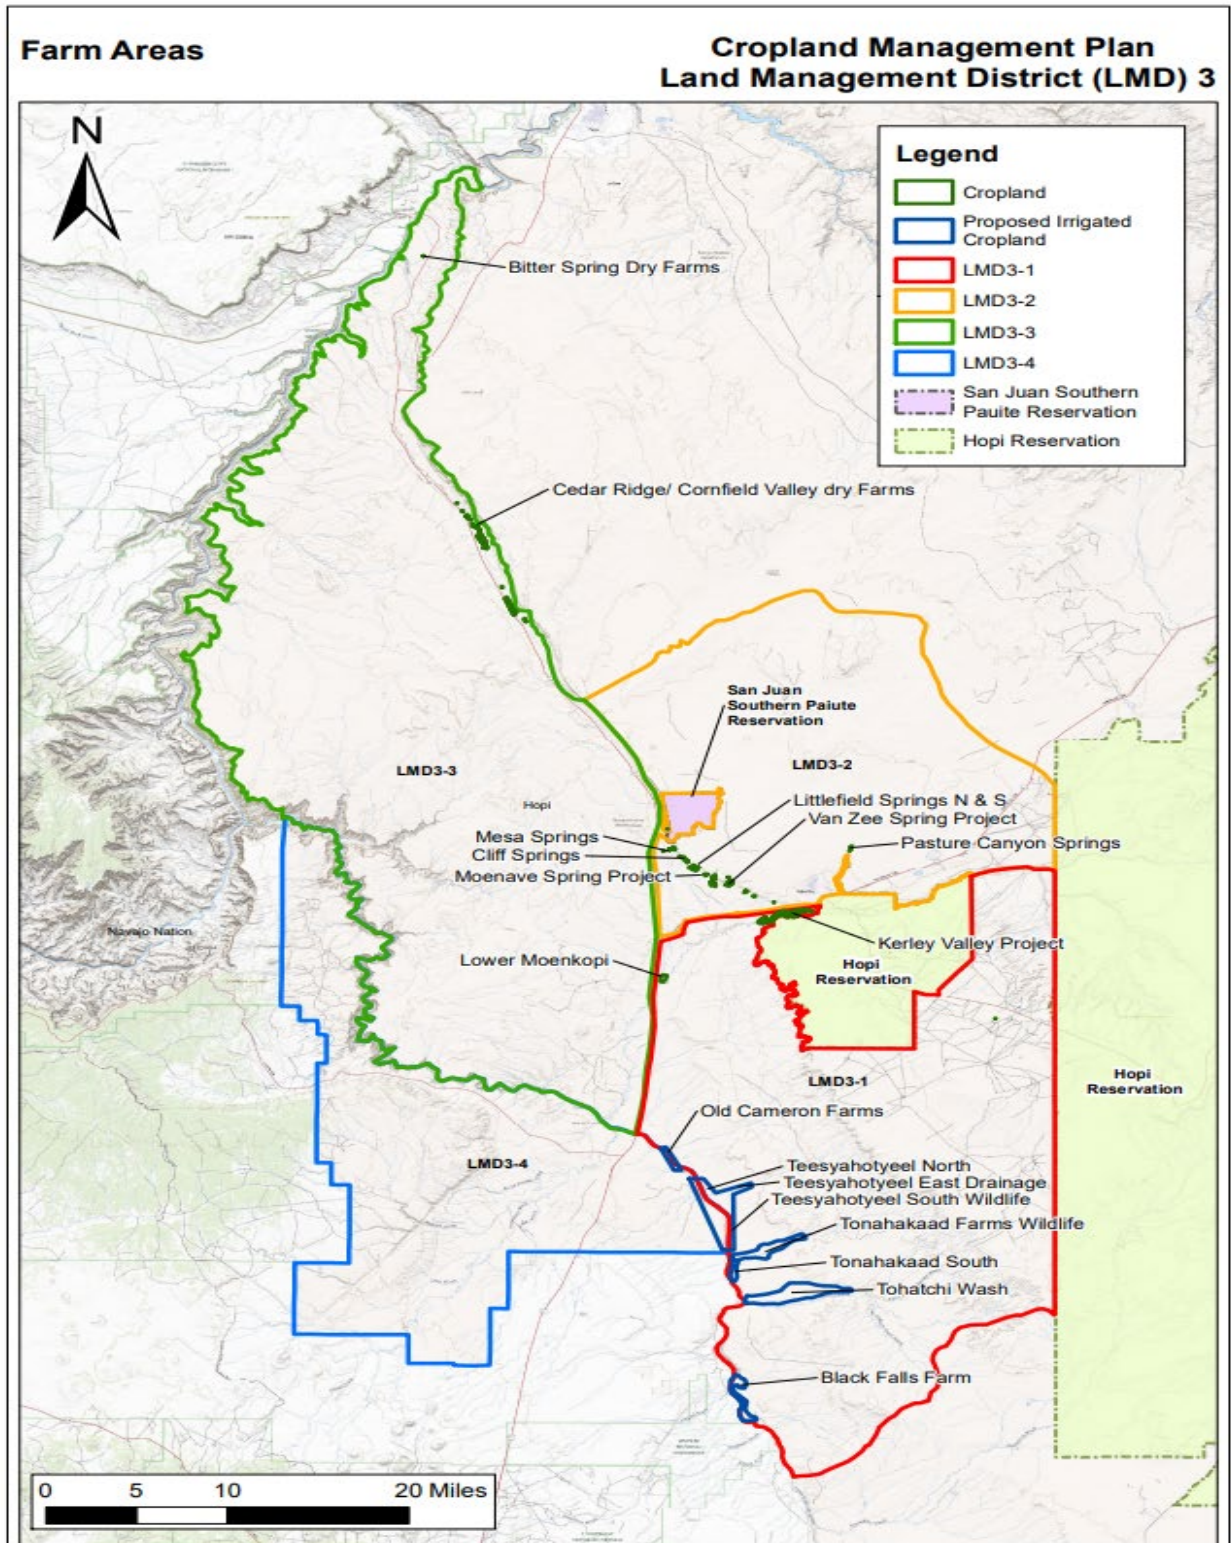 Farm Areas
Cropland Management Plan
Land Management District (LMD) 3
N
Legend
Cropland
Proposed Irrigated
Cropland
LMD3-1
LMD3-2
LMD3-3
LMD3-4
San Juan Southern
Pauite Reservation
Hopi Reservation
Bitter Spring Dry Farms
Cedar Ridge/ Cornfield Valley dry Farms
San Juan
Southern Paiute
Reservation
LMD3-3
LMD3-2
Hopi
Littlefield Springs N & S
Van Zee Spring Project
Mesa Springs
Pasture Canyon Springs
Cliff Springs
Moenave Spring Project
Navajo Nation
Kerley Valley Project
Lower Moenkopi
Hopi
Reservation
LMD3-1
Hopi
Reservation
Old Cameron Farms
LMD3-4
Teesyahotyeel North
Teesyahotyeel East Drainage
Teesyahotyeel South Wildlife
Tonahakaad Farms Wildlife
Tonahakaad South
Tohatchi Wash
Black Falls Farm
0 5 10 20 Miles